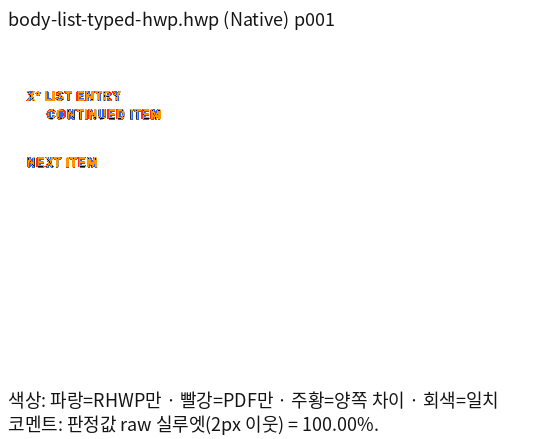 body-list-typed-hwp.hwp (Native) p001
3* LIST ENTRY
CONTINUED ITEM
NEXT ITEM
색상: 파랑=RHWP만 · 빨강=PDF만 · 주황=양쪽 차이 · 회색=일치
코멘트: 판정값 raw 실루엣(2px 이웃) = 100.00%.